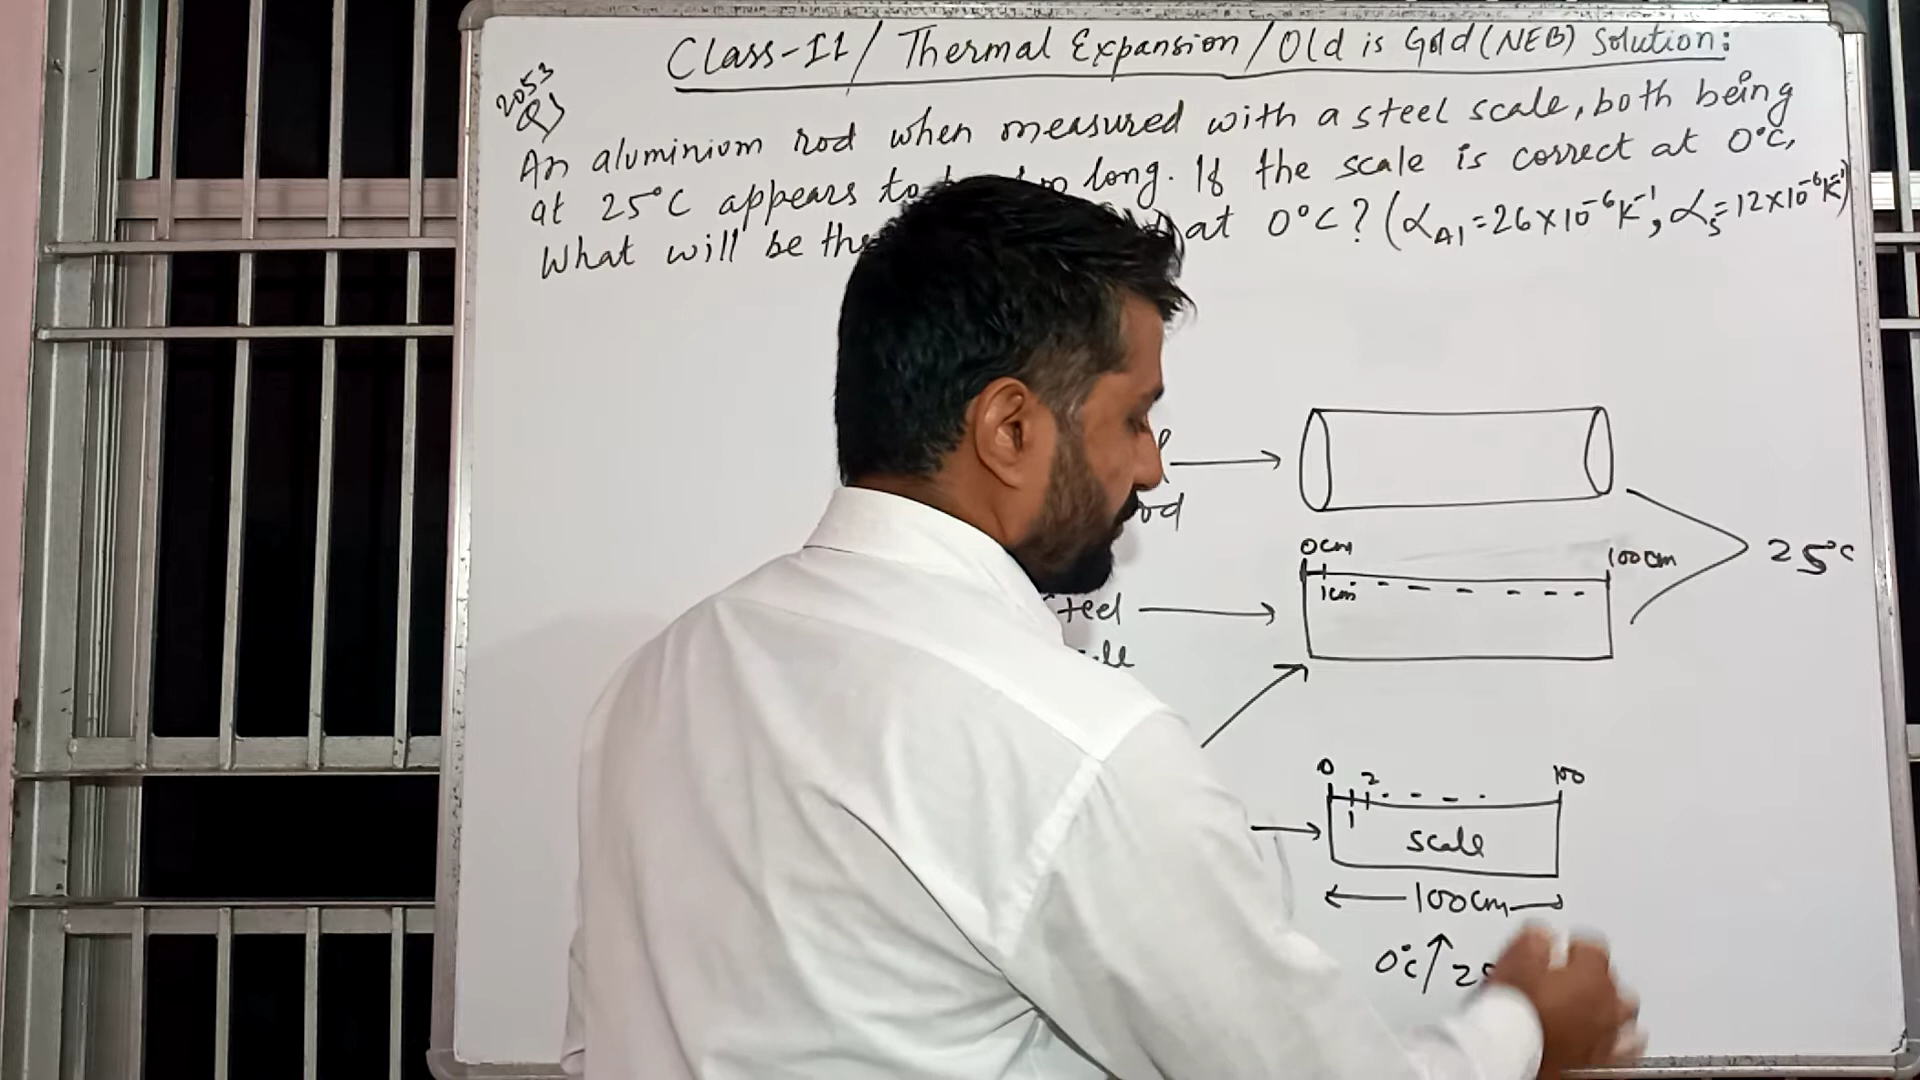 Class-11/ Thermal Expansion/Old is Gold (NEB) Solution:
2053
Q)
An aluminium rod when measured with a steel scale, both being
at 25°C appears to long. If the scale is correct at 0°C,
What will be the at 0°C? (αAl = 26×10⁻⁶K⁻¹, αs = 12×10⁻⁶K⁻¹)
0cm
100cm
1cm
25°C
0 2 100
1
scale
100cm
0°C